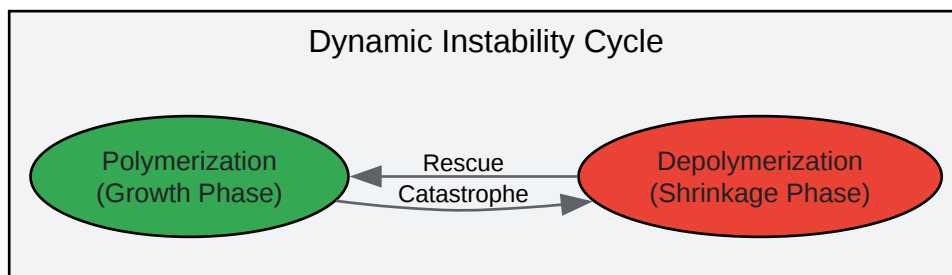 Dynamic Instability Cycle
Polymerization
(Growth Phase)
Rescue
Catastrophe
Depolymerization
(Shrinkage Phase)